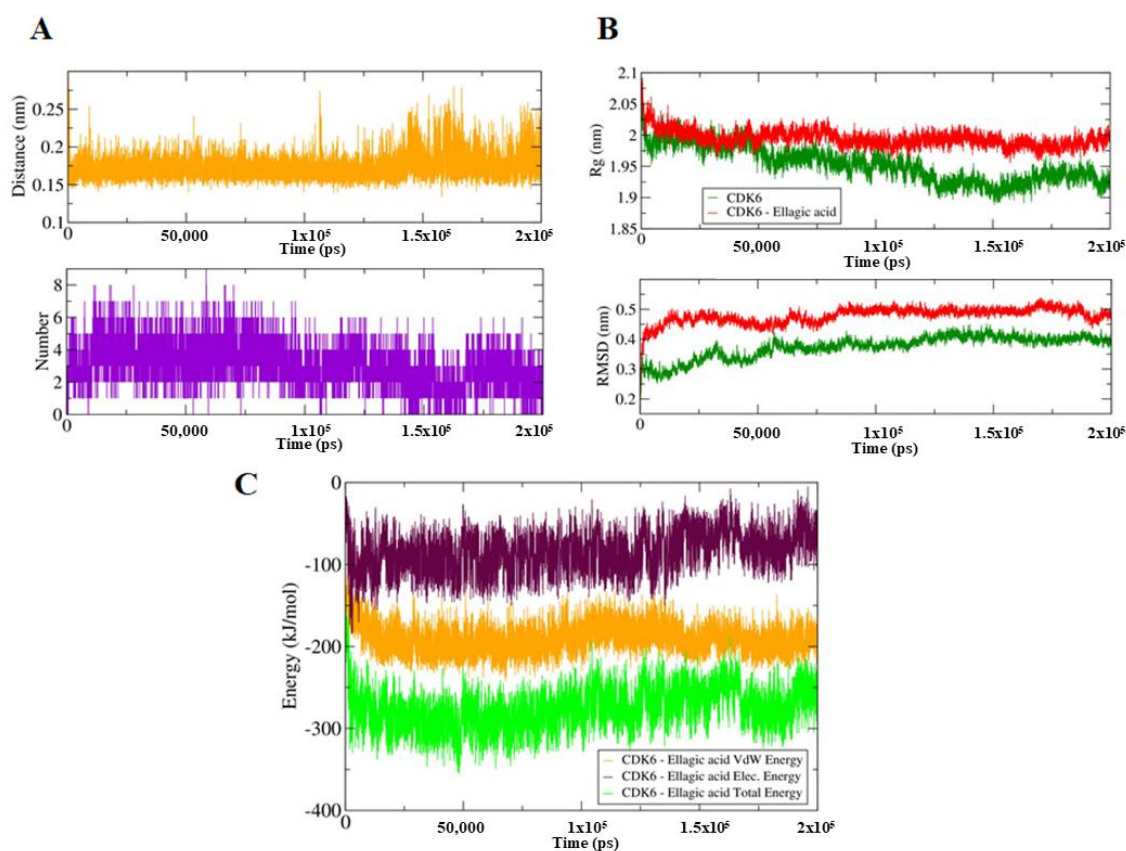 A
Distance (nm)
0.25
0.2
0.15
0.1
0 50,000 1x10⁵ 1.5x10⁵ 2x10⁵
Time (ps)
Number
8
6
4
2
0
0 50,000 1x10⁵ 1.5x10⁵ 2x10⁵
Time (ps)
B
Rg (nm)
2.1
2.05
2
1.95
1.9
1.85
CDK6
CDK6 - Ellagic acid
0 50,000 1x10⁵ 1.5x10⁵ 2x10⁵
Time (ps)
RMSD (nm)
0.5
0.4
0.3
0.2
0 50,000 1x10⁵ 1.5x10⁵ 2x10⁵
Time (ps)
C
Energy (kJ/mol)
0
-100
-200
-300
-400
CDK6 - Ellagic acid VdW Energy
CDK6 - Ellagic acid Elec. Energy
CDK6 - Ellagic acid Total Energy
0 50,000 1x10⁵ 1.5x10⁵ 2x10⁵
Time (ps)